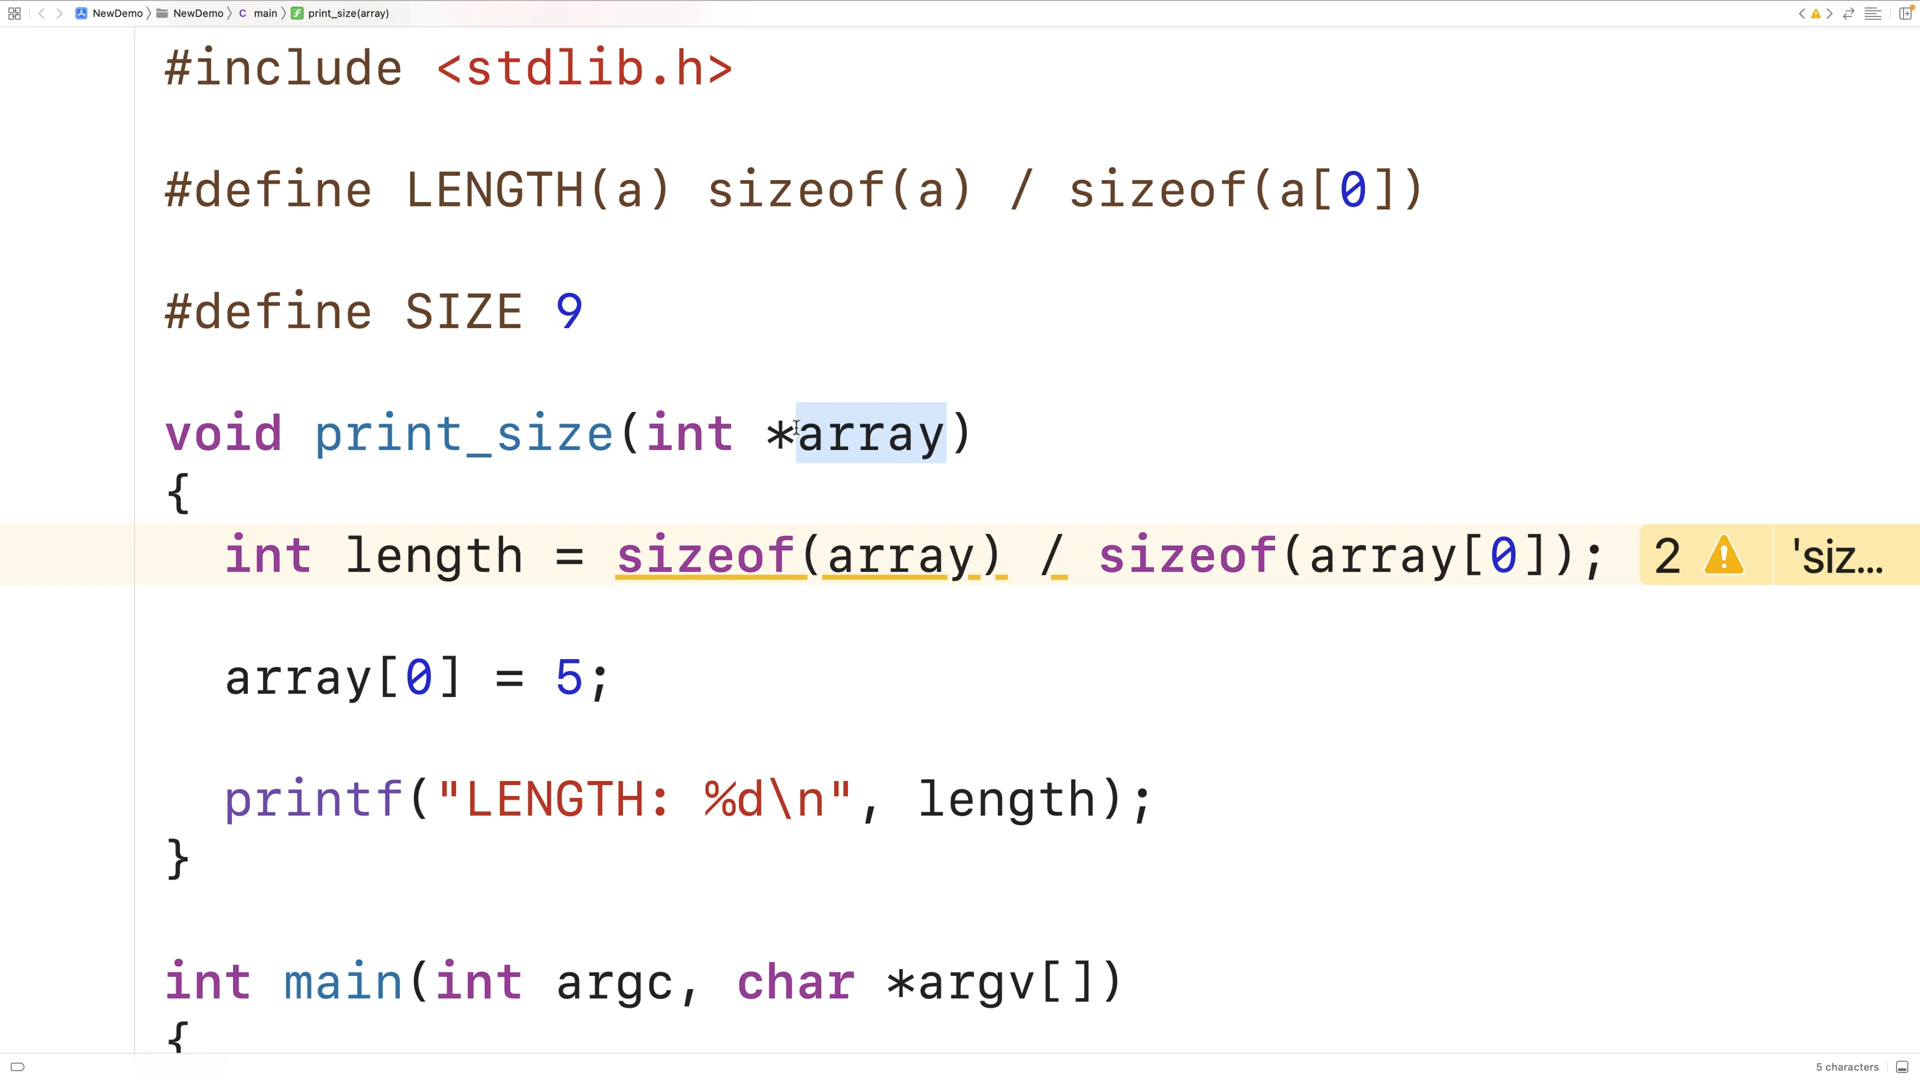 NewDemo NewDemo C main f print_size(array)
#include <stdlib.h>
#define LENGTH(a) sizeof(a) / sizeof(a[0])
#define SIZE 9
void print_size(int *array)
{
int length = sizeof(array) / sizeof(array[0]); 2 'siz...
array[0] = 5;
printf("LENGTH: %d\n", length);
}
int main(int argc, char *argv[])
{
5 characters